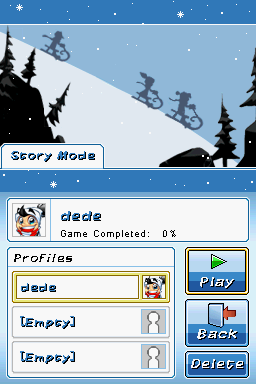 Story Mode
dede
Game Completed: 0%
Profiles
dede
[Empty]
[Empty]
Play
Back
Delete